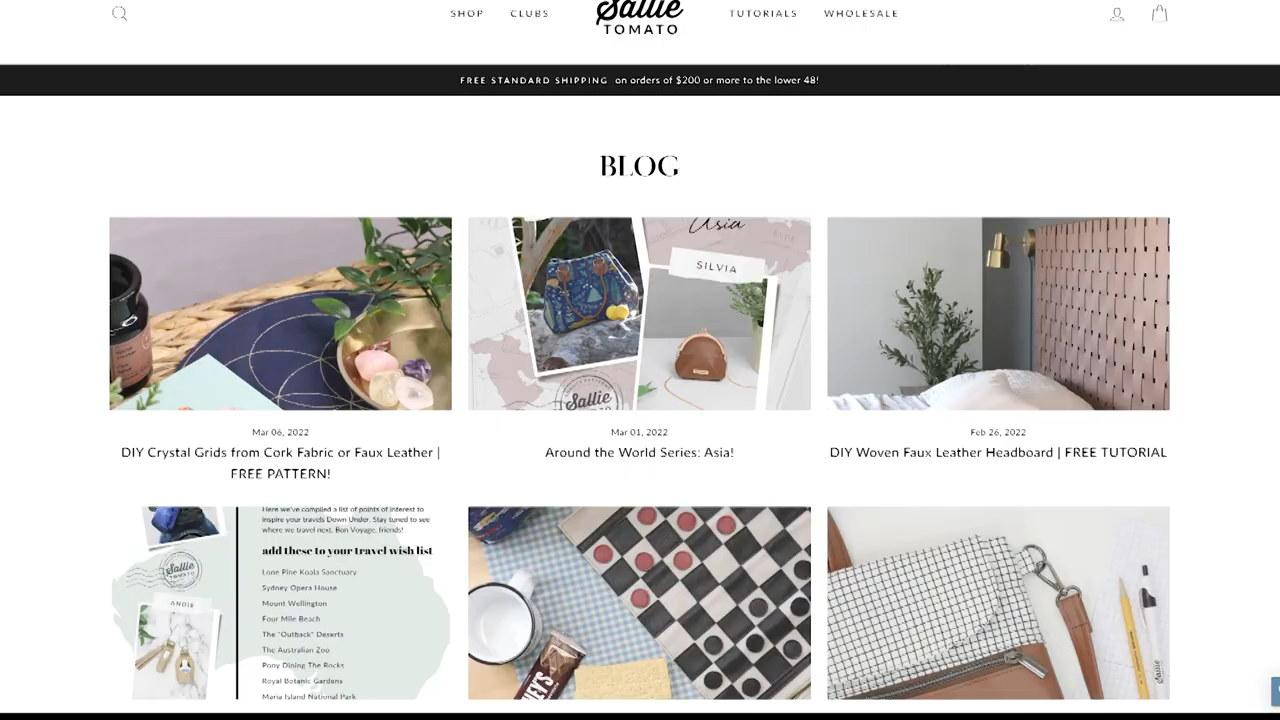 SHOP
CLUBS
Sallie
TOMATO
TUTORIALS
WHOLESALE
FREE STANDARD SHIPPING on orders of $200 or more to the lower 48!
BLOG
Asia
SILVIA
Sallie
Mar 06, 2022
DIY Crystal Grids from Cork Fabric or Faux Leather |
FREE PATTERN!
Mar 01, 2022
Around the World Series: Asia!
Feb 26, 2022
DIY Woven Faux Leather Headboard | FREE TUTORIAL
Here we've compiled a list of points of interest to
inspire your travels Down Under. Stay tuned to see
where we travel next. Bon Voyage, friends!
add these to your travel wish list
Lone Pine Koala Sanctuary
Sydney Opera House
Mount Wellington
Four Mile Beach
The "Outback" Deserts
The Australian Zoo
Pony Dining The Rocks
Royal Botanic Gardens
Maria Island National Park
Sallie
TOMATO
ANDIE
Sallie